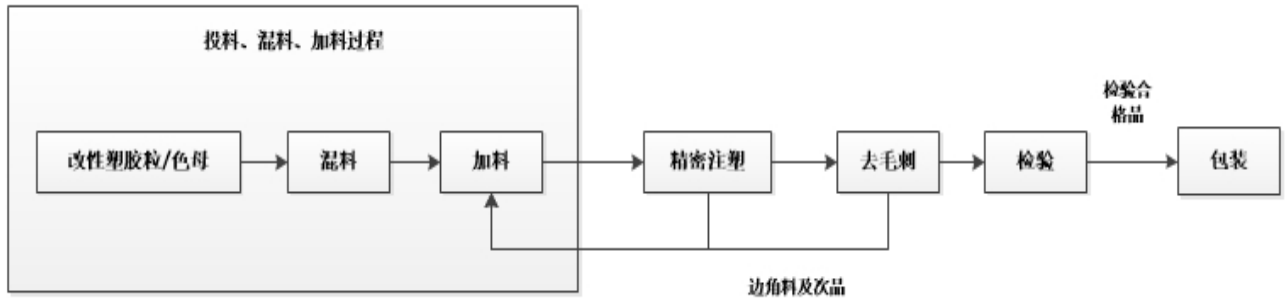 投料、混料、加料过程
检验合
格品
改性塑胶粒/色母
混料
加料
精密注塑
去毛刺
检验
包装
边角料及次品